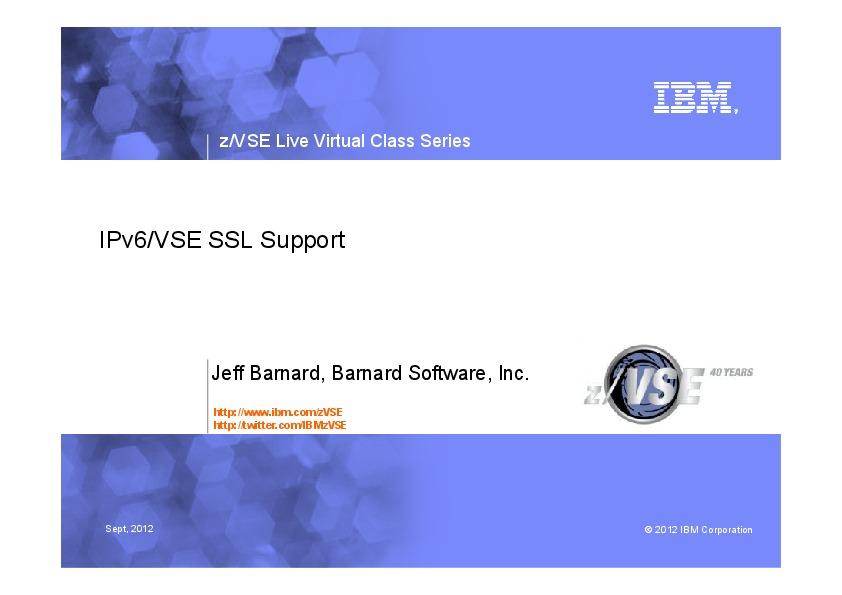 IBM®
z/VSE Live Virtual Class Series
IPv6/VSE SSL Support
Jeff Barnard, Barnard Software, Inc.
z/VSE 40 YEARS
http://www.ibm.com/zVSE
http://twitter.com/IBMzVSE
Sept, 2012
© 2012 IBM Corporation